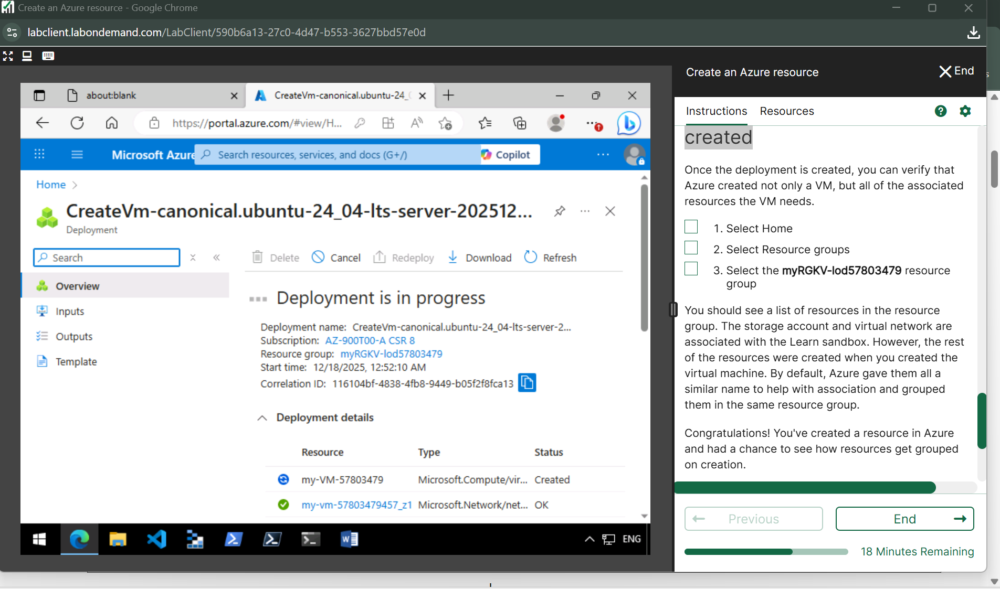 Create an Azure resource - Google Chrome
labclient.labondemand.com/LabClient/590b6a13-27c0-4d47-b553-3627bbd57e0d
about:blank
CreateVm-canonical.ubuntu-24_
https://portal.azure.com/#view/H...
Microsoft Azure
Search resources, services, and docs (G+/)
Copilot
Home
CreateVm-canonical.ubuntu-24_04-lts-server-202512...
Deployment
Search
Delete
Cancel
Redeploy
Download
Refresh
Overview
Inputs
Outputs
Template
Deployment is in progress
Deployment name: CreateVm-canonical.ubuntu-24_04-lts-server-2...
Subscription: AZ-900T00-A CSR 8
Resource group: myRGKV-lod57803479
Start time: 12/18/2025, 12:52:10 AM
Correlation ID: 116104bf-4838-4fb8-9449-b05f2f8fca13
Deployment details
Resource Type Status
my-VM-57803479 Microsoft.Compute/vir... Created
my-vm-57803479457_z1 Microsoft.Network/net... OK
ENG
Create an Azure resource
End
Instructions
Resources
created
Once the deployment is created, you can verify that
Azure created not only a VM, but all of the associated
resources the VM needs.
1. Select Home
2. Select Resource groups
3. Select the myRGKV-lod57803479 resource
group
You should see a list of resources in the resource
group. The storage account and virtual network are
associated with the Learn sandbox. However, the rest
of the resources were created when you created the
virtual machine. By default, Azure gave them all a
similar name to help with association and grouped
them in the same resource group.
Congratulations! You've created a resource in Azure
and had a chance to see how resources get grouped
on creation.
Previous
End
18 Minutes Remaining